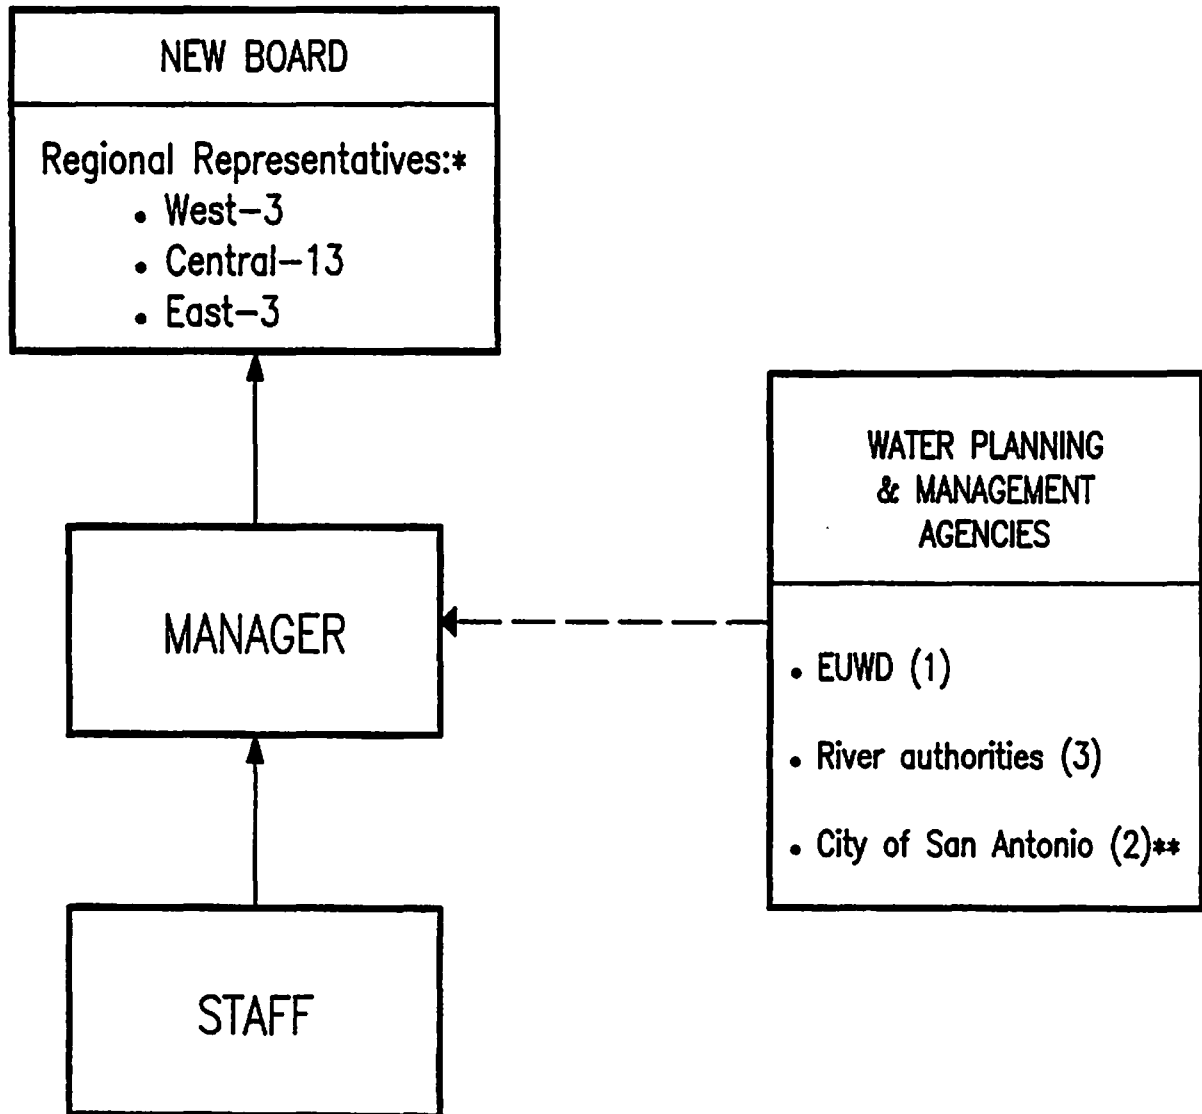 NEW BOARD
Regional Representatives:*
• West-3
• Central-13
• East-3
WATER PLANNING
& MANAGEMENT
AGENCIES
• EUWD (1)
• River authorities (3)
• City of San Antonio (2)**
MANAGER
STAFF